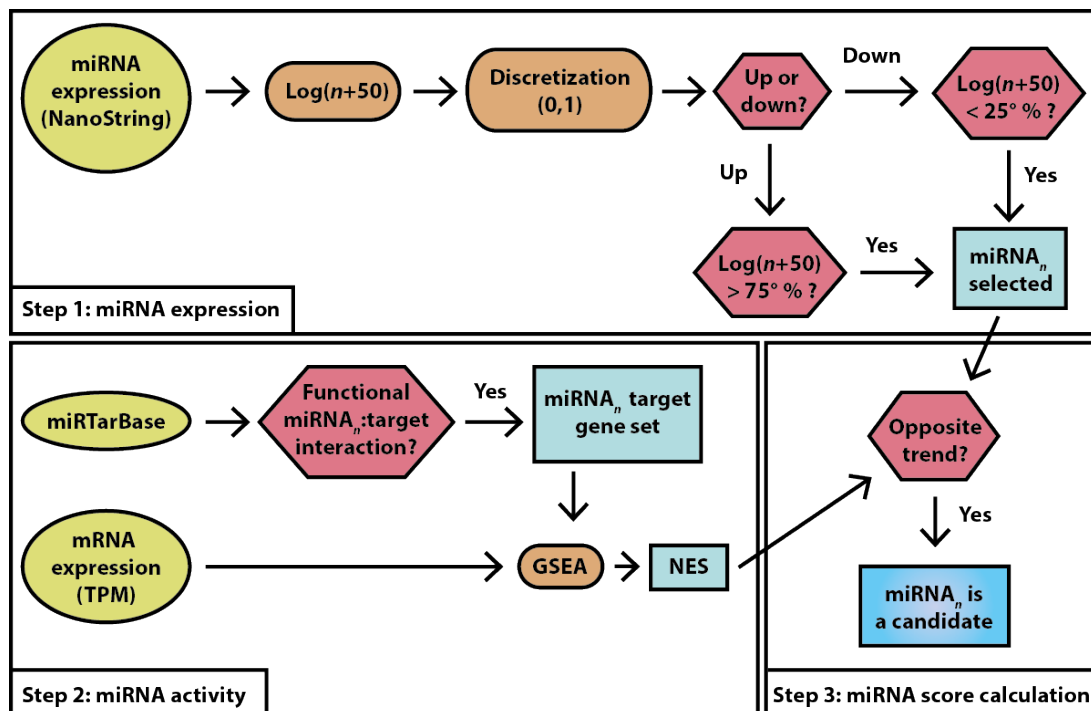 miRNA
expression
(NanoString)
Log(n+50)
Discretization
(0,1)
Up or
down?
Down
Log(n+50)
< 25° % ?
Up
Yes
Log(n+50)
> 75° % ?
Yes
miRNAn
selected
Step 1: miRNA expression
miRTarBase
Functional
miRNAn:target
interaction?
Yes
miRNAn target
gene set
mRNA
expression
(TPM)
GSEA
NES
Step 2: miRNA activity
Opposite
trend?
Yes
miRNAn is
a candidate
Step 3: miRNA score calculation